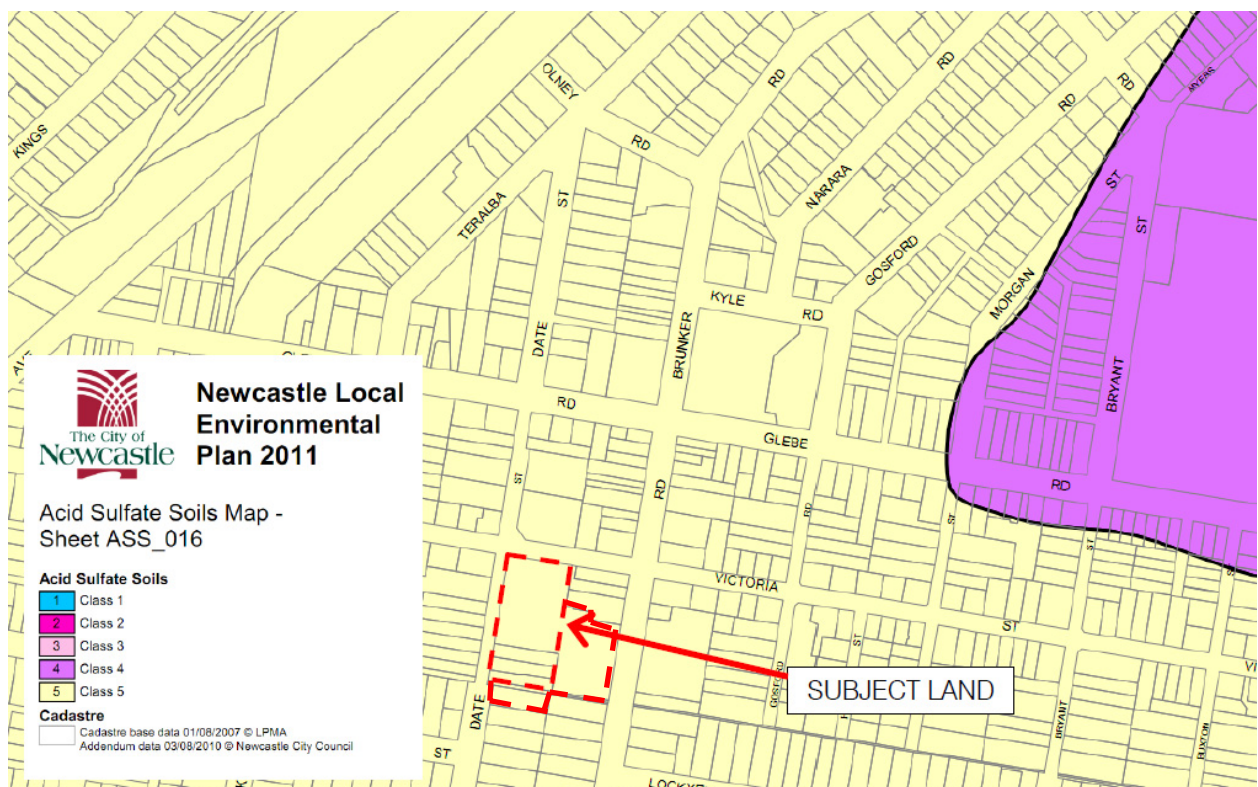 KINGS
OLNEY
RD
RD
RD
RD
RD
MYERS
TERALBA
ST
NARARA
ST
ST
GOSFORD
MORGAN
KYLE
RD
DATE
BRUNKER
BRYANT
RD
GLEBE
RD
ST
RD
RD
ST
ST
VICTORIA
ST
ST
DATE
ST
GOSFORD
BRYANT
BUXTON
SUBJECT LAND
The City of
Newcastle
Newcastle Local
Environmental
Plan 2011
Acid Sulfate Soils Map -
Sheet ASS_016
Acid Sulfate Soils
1 Class 1
2 Class 2
3 Class 3
4 Class 4
5 Class 5
Cadastre
Cadastre base data 01/08/2007 © LPMA
Addendum data 03/08/2010 © Newcastle City Council